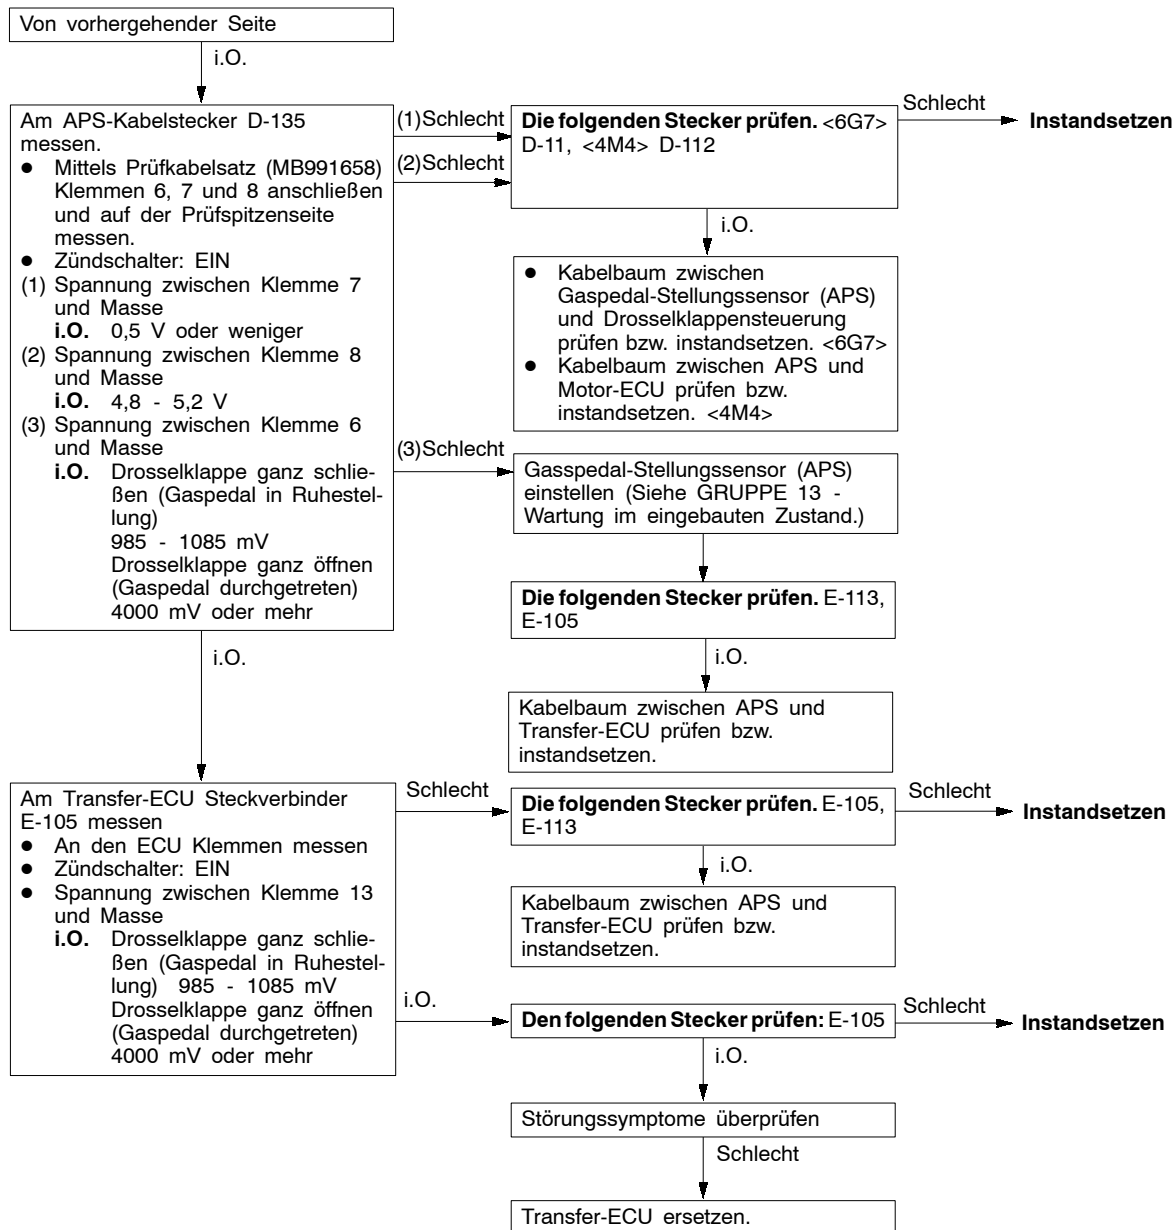 Von vorhergehender Seite
i.O.
Am APS-Kabelstecker D-135
messen.
● Mittels Prüfkabelsatz (MB991658)
Klemmen 6, 7 und 8 anschließen
und auf der Prüfspitzenseite
messen.
● Zündschalter: EIN
(1) Spannung zwischen Klemme 7
und Masse
i.O. 0,5 V oder weniger
(2) Spannung zwischen Klemme 8
und Masse
i.O. 4,8 - 5,2 V
(3) Spannung zwischen Klemme 6
und Masse
i.O. Drosselklappe ganz schlie-
ßen (Gaspedal in Ruhestel-
lung)
985 - 1085 mV
Drosselklappe ganz öffnen
(Gaspedal durchgetreten)
4000 mV oder mehr
(1)Schlecht
(2)Schlecht
Die folgenden Stecker prüfen. <6G7>
D-11, <4M4> D-112
Schlecht
Instandsetzen
i.O.
● Kabelbaum zwischen
Gaspedal-Stellungssensor (APS)
und Drosselklappensteuerung
prüfen bzw. instandsetzen. <6G7>
● Kabelbaum zwischen APS und
Motor-ECU prüfen bzw.
instandsetzen. <4M4>
(3)Schlecht
Gasspedal-Stellungssensor (APS)
einstellen (Siehe GRUPPE 13 -
Wartung im eingebauten Zustand.)
Die folgenden Stecker prüfen. E-113,
E-105
i.O.
Kabelbaum zwischen APS und
Transfer-ECU prüfen bzw.
instandsetzen.
i.O.
Am Transfer-ECU Steckverbinder
E-105 messen
● An den ECU Klemmen messen
● Zündschalter: EIN
● Spannung zwischen Klemme 13
und Masse
i.O. Drosselklappe ganz schlie-
ßen (Gaspedal in Ruhestel-
lung) 985 - 1085 mV
Drosselklappe ganz öffnen
(Gaspedal durchgetreten)
4000 mV oder mehr
Schlecht
Die folgenden Stecker prüfen. E-105,
E-113
Schlecht
Instandsetzen
i.O.
Kabelbaum zwischen APS und
Transfer-ECU prüfen bzw.
instandsetzen.
i.O.
Den folgenden Stecker prüfen: E-105
Schlecht
Instandsetzen
i.O.
Störungssymptome überprüfen
Schlecht
Transfer-ECU ersetzen.